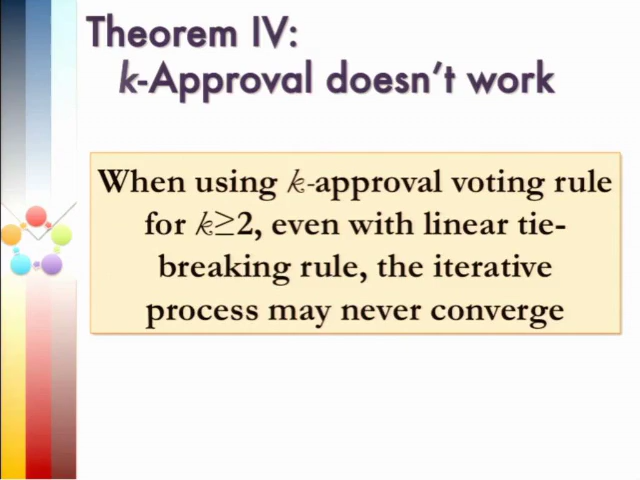 Theorem IV:
k-Approval doesn't work
When using k-approval voting rule
for k≥2, even with linear tie-
breaking rule, the iterative
process may never converge